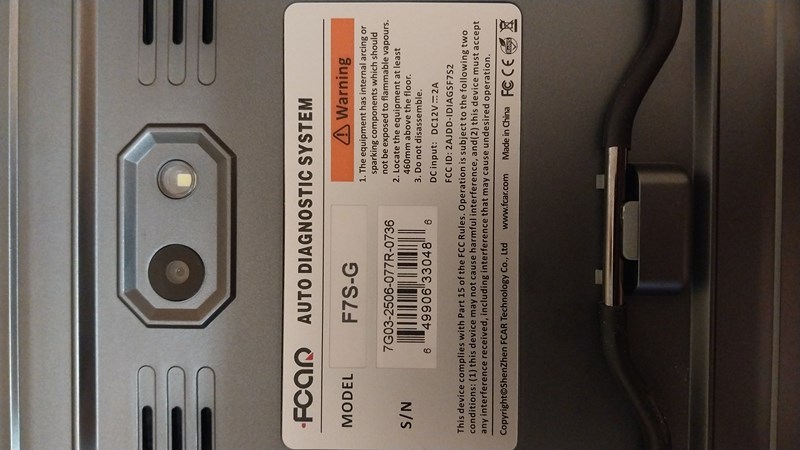 FCAR AUTO DIAGNOSTIC SYSTEM
MODEL F7S-G
S/N 7G03-2506-077R-0736
6 49906 33048 6
Warning
1. The equipment has internal arcing or
sparking components which should
not be exposed to flammable vapours.
2. Locate the equipment at least
460mm above the floor.
3. Do not disassemble.
DC input: DC12V⎓2A
FCC ID: 2AJDD-IDIAGSF7S2
This device complies with Part 15 of the FCC Rules. Operation is subject to the following two
conditions: (1) this device may not cause harmful interference, and(2) this device must accept
any interference received, including interference that may cause undesired operation.
Copyright©ShenZhen FCAR Technology Co., Ltd www.fcar.com Made in China FC CE